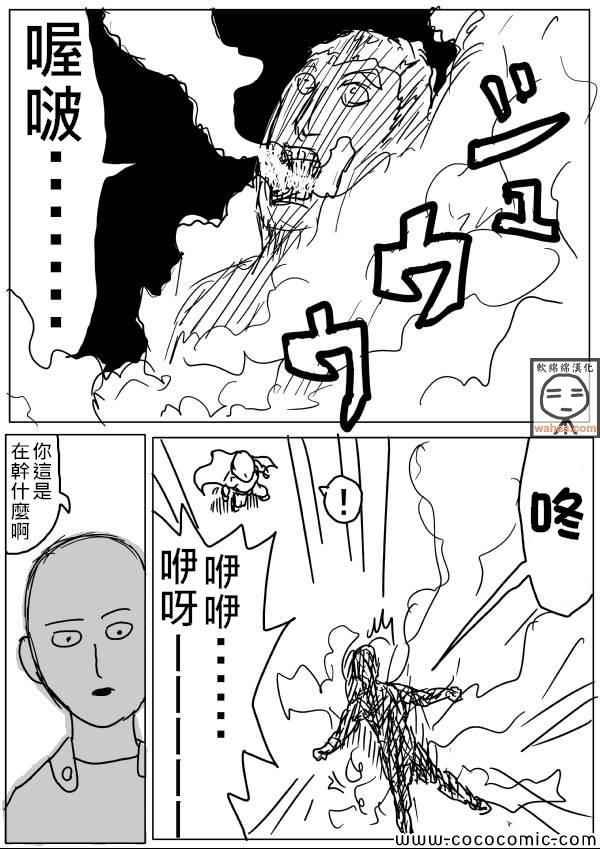 喔
啵
⋯⋯⋯
ジュウウ
軟綿綿漢化
wahaa.com
咚
！
咿咿⋯⋯
咿呀————
你這是
在幹什麼啊
www.cococomic.com